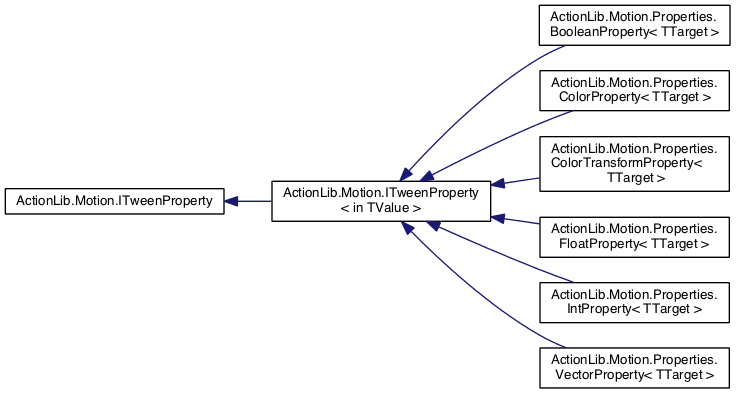 ActionLib.Motion.ITweenProperty
ActionLib.Motion.ITweenProperty
< in TValue >
ActionLib.Motion.Properties.
BooleanProperty< TTarget >
ActionLib.Motion.Properties.
ColorProperty< TTarget >
ActionLib.Motion.Properties.
ColorTransformProperty<
TTarget >
ActionLib.Motion.Properties.
FloatProperty< TTarget >
ActionLib.Motion.Properties.
IntProperty< TTarget >
ActionLib.Motion.Properties.
VectorProperty< TTarget >